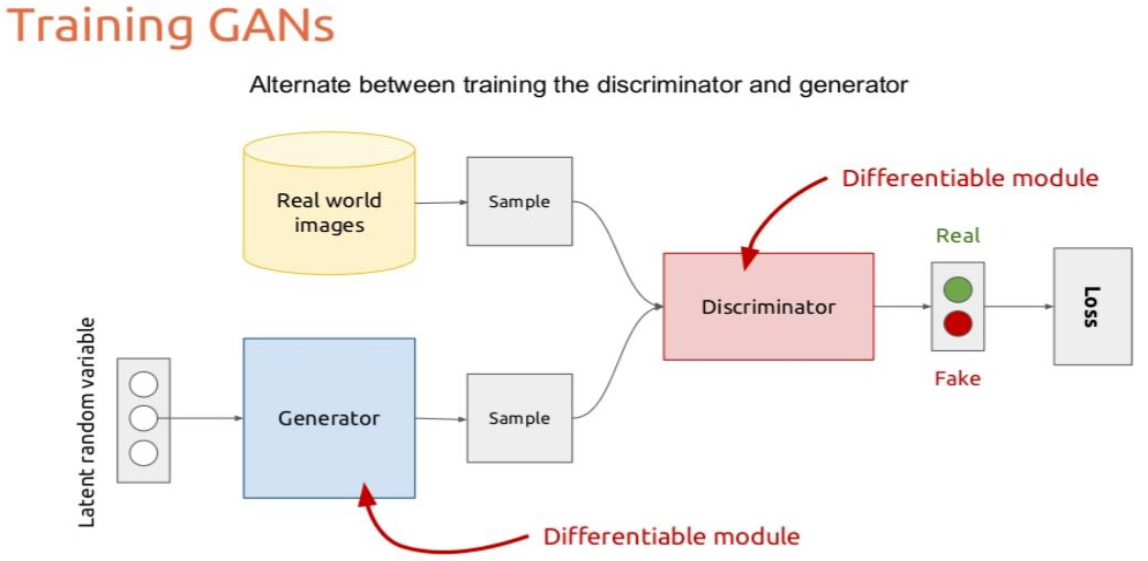 Training GANs
Alternate between training the discriminator and generator
Real world
images
Sample
Differentiable module
Real
Discriminator
Loss
Fake
Latent random variable
Generator
Sample
Differentiable module